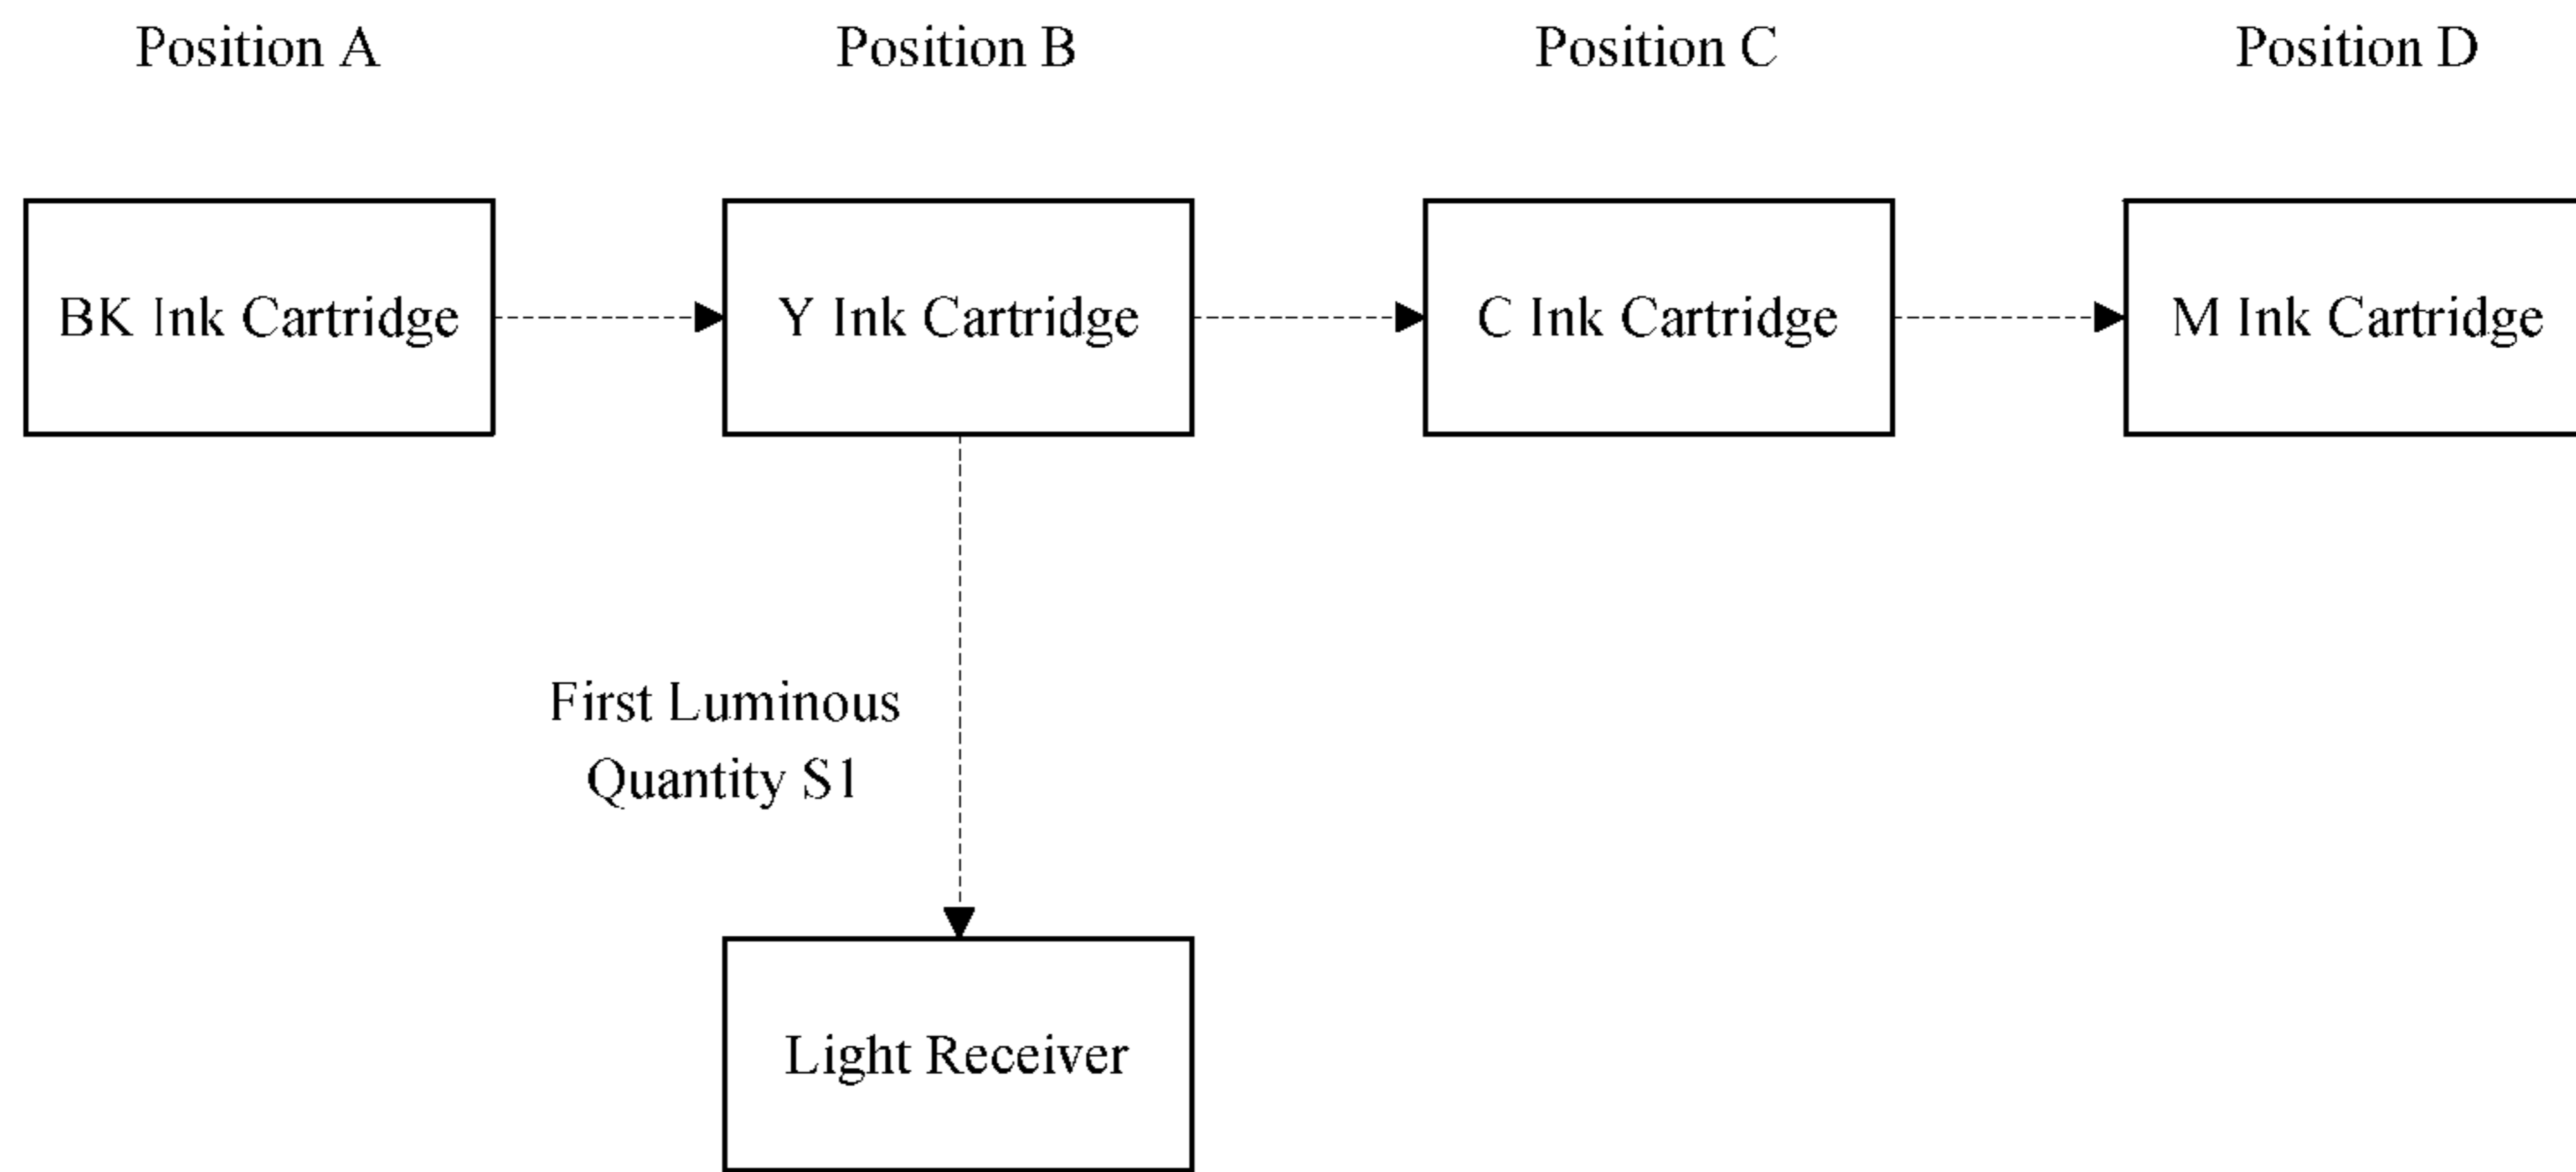 Position A
Position B
Position C
Position D
BK Ink Cartridge
Y Ink Cartridge
C Ink Cartridge
M Ink Cartridge
First Luminous
Quantity S1
Light Receiver